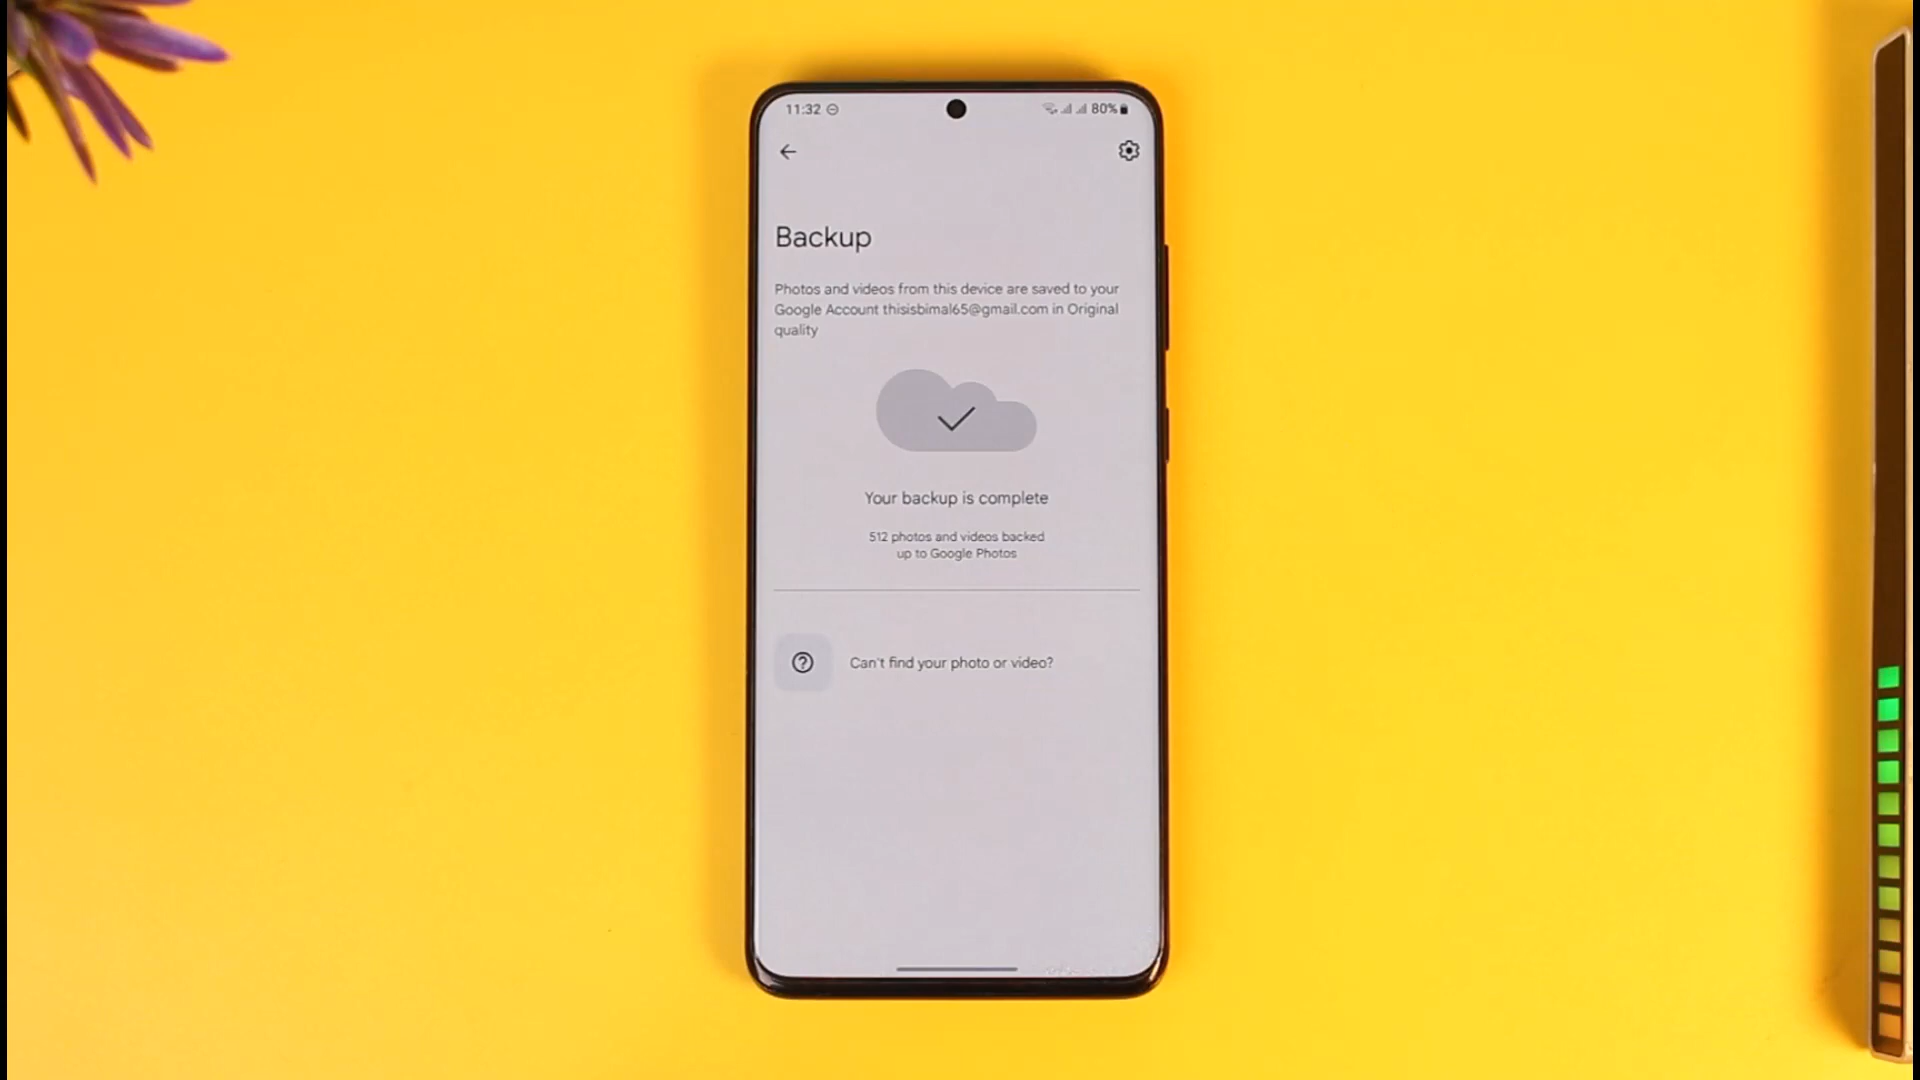 11:32
80%
Backup
Photos and videos from this device are saved to your
Google Account thisisbimal65@gmail.com in Original
quality
Your backup is complete
512 photos and videos backed
up to Google Photos
Can't find your photo or video?